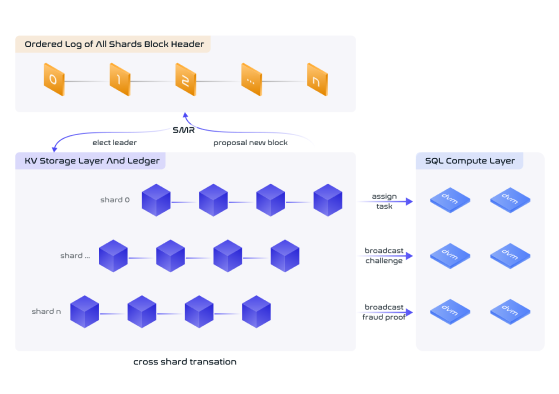 Ordered Log of All Shards Block Header
0
1
2
...
n
SMR
elect leader
proposal new block
KV Storage Layer And Ledger
SQL Compute Layer
shard 0
assign
task
dvm
dvm
shard ...
broadcast
challenge
dvm
dvm
shard n
broadcast
fraud proof
dvm
dvm
cross shard transation